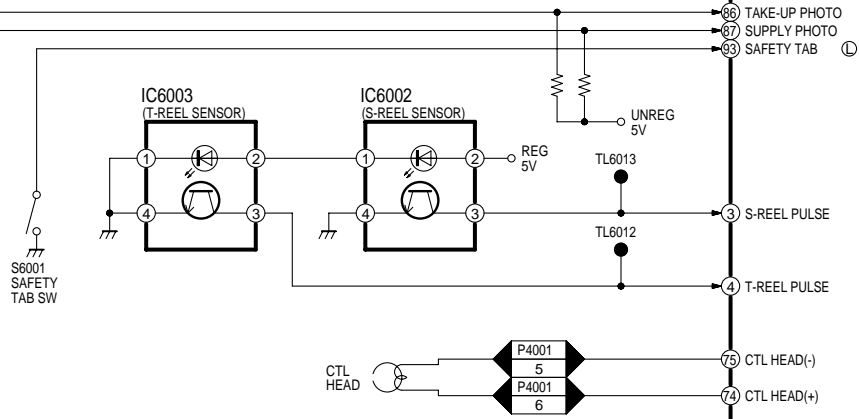 86 TAKE-UP PHOTO
87 SUPPLY PHOTO
93 SAFETY TAB Ⓛ
IC6003
(T-REEL SENSOR)
IC6002
(S-REEL SENSOR)
UNREG
5V
1
2
1
2
REG
5V
TL6013
4
3
4
3
3 S-REEL PULSE
TL6012
S6001
SAFETY
TAB SW
4 T-REEL PULSE
CTL
HEAD
P4001
5
75 CTL HEAD(-)
P4001
6
74 CTL HEAD(+)